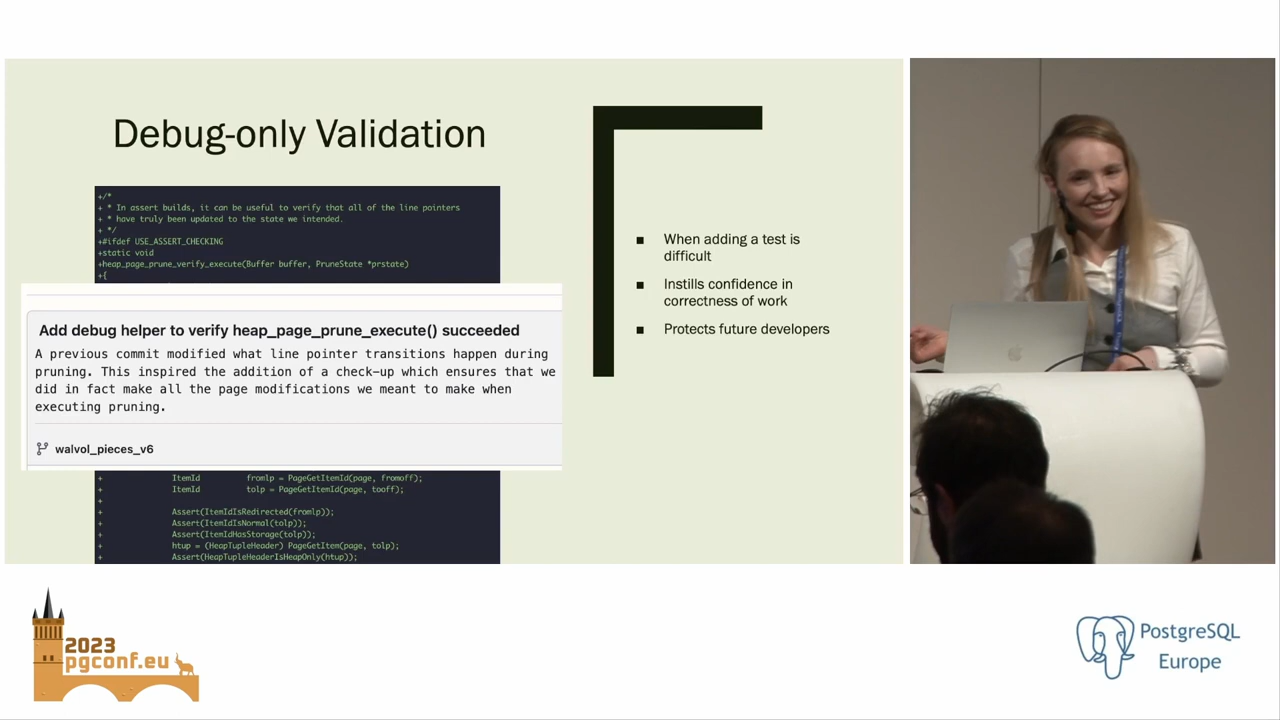 Debug-only Validation
+/*
+ * In assert builds, it can be useful to verify that all of the line pointers
+ * have truly been updated to the state we intended.
+ */
+#ifdef USE_ASSERT_CHECKING
+static void
+heap_page_prune_verify_execute(Buffer buffer, PruneState *prstate)
+{
Add debug helper to verify heap_page_prune_execute() succeeded
A previous commit modified what line pointer transitions happen during
pruning. This inspired the addition of a check-up which ensures that we
did in fact make all the page modifications we meant to make when
executing pruning.
walvol_pieces_v6
+ ItemId fromlp = PageGetItemId(page, fromoff);
+ ItemId tolp = PageGetItemId(page, tooff);
+
+ Assert(ItemIdIsRedirected(fromlp));
+ Assert(ItemIdIsNormal(tolp));
+ Assert(ItemIdHasStorage(tolp));
+ htup = (HeapTupleHeader) PageGetItem(page, tolp);
+ Assert(HeapTupleHeaderIsHeapOnly(htup));
■ When adding a test is
difficult
■ Instills confidence in
correctness of work
■ Protects future developers
2023
pgconf.eu
PostgreSQL
Europe